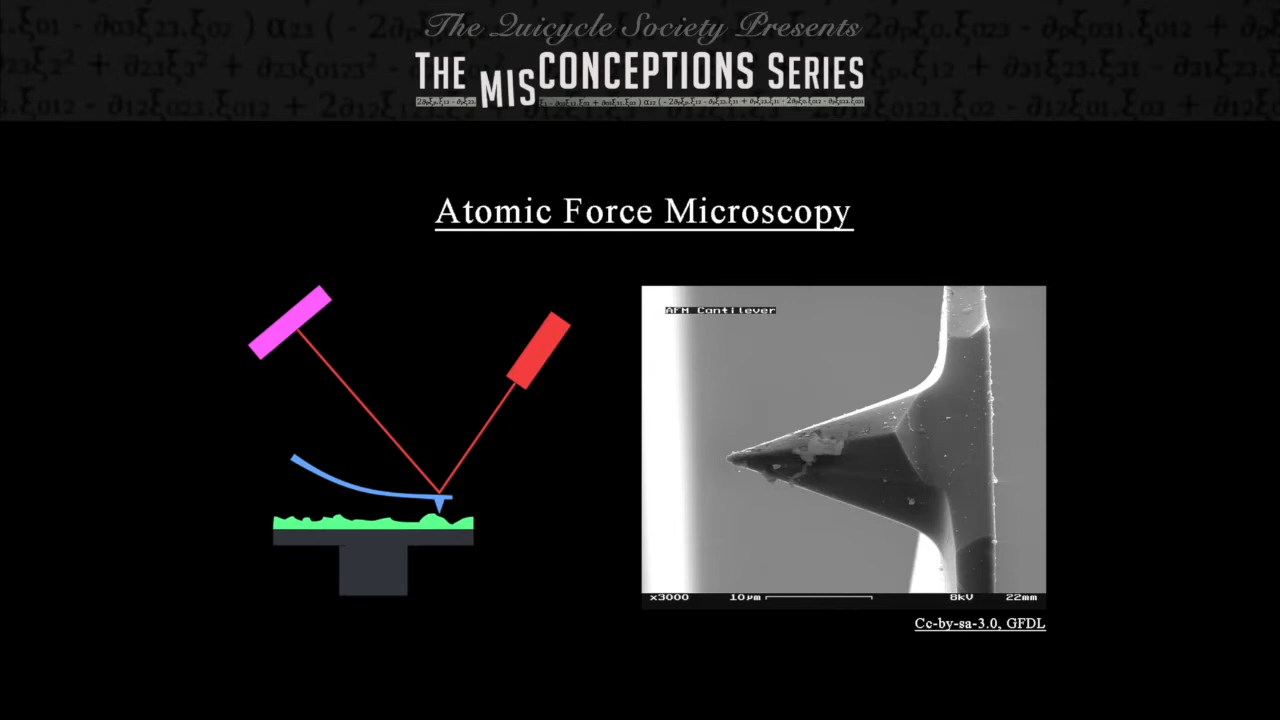 The Quicycle Society Presents
THE MISCONCEPTIONS SERIES
Atomic Force Microscopy
AFM Cantilever
x3000 10µm 8kV 22mm
Cc-by-sa-3.0, GFDL